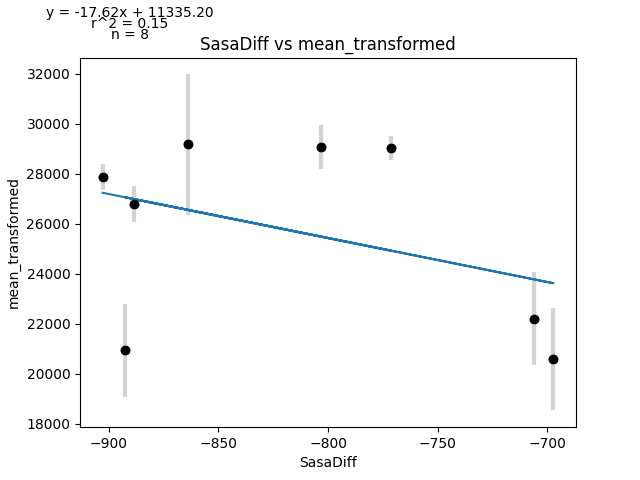 y = -17.62x + 11335.20
r^2 = 0.15
n = 8
SasaDiff vs mean_transformed
32000
30000
28000
26000
24000
22000
20000
18000
mean_transformed
−900
−850
−800
−750
−700
SasaDiff